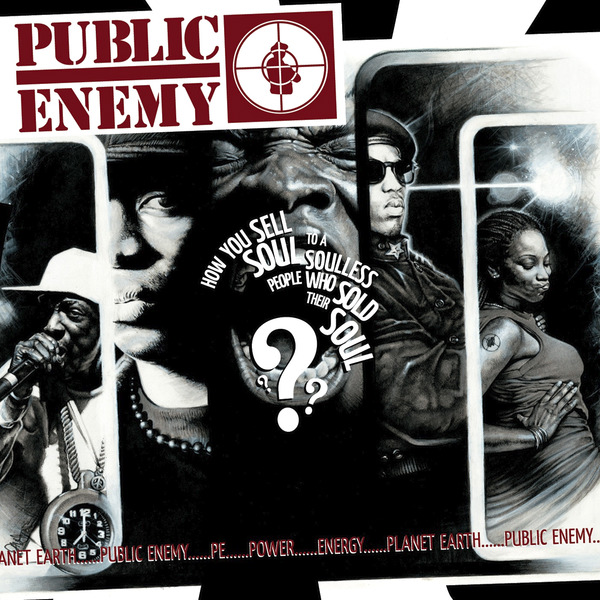 PUBLIC
ENEMY
HOW YOU SELL
SOUL
TO A
SOULLESS
PEOPLE WHO SOLD
THEIR
SOUL
???
ANET EARTH......PUBLIC ENEMY......PE......POWER......ENERGY......PLANET EARTH......PUBLIC ENEMY..